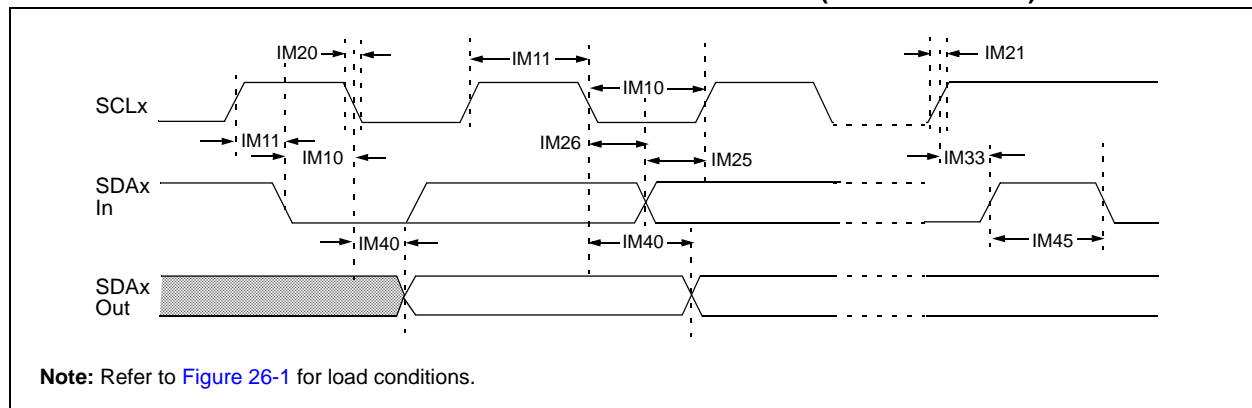 IM20
IM11
IM21
IM10
SCLx
IM11
IM26
IM10
IM25
IM33
SDAx
In
IM40
IM40
IM45
SDAx
Out
Note: Refer to Figure 26-1 for load conditions.